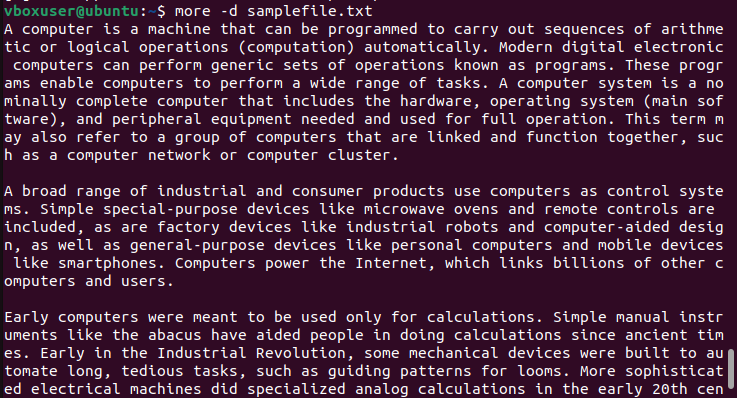 vboxuser@ubuntu:~$ more -d samplefile.txt
A computer is a machine that can be programmed to carry out sequences of arithme
tic or logical operations (computation) automatically. Modern digital electronic
 computers can perform generic sets of operations known as programs. These progr
ams enable computers to perform a wide range of tasks. A computer system is a no
minally complete computer that includes the hardware, operating system (main sof
tware), and peripheral equipment needed and used for full operation. This term m
ay also refer to a group of computers that are linked and function together, suc
h as a computer network or computer cluster.

A broad range of industrial and consumer products use computers as control syste
ms. Simple special-purpose devices like microwave ovens and remote controls are
included, as are factory devices like industrial robots and computer-aided desig
n, as well as general-purpose devices like personal computers and mobile devices
 like smartphones. Computers power the Internet, which links billions of other c
omputers and users.

Early computers were meant to be used only for calculations. Simple manual instr
uments like the abacus have aided people in doing calculations since ancient tim
es. Early in the Industrial Revolution, some mechanical devices were built to au
tomate long, tedious tasks, such as guiding patterns for looms. More sophisticat
ed electrical machines did specialized analog calculations in the early 20th cen